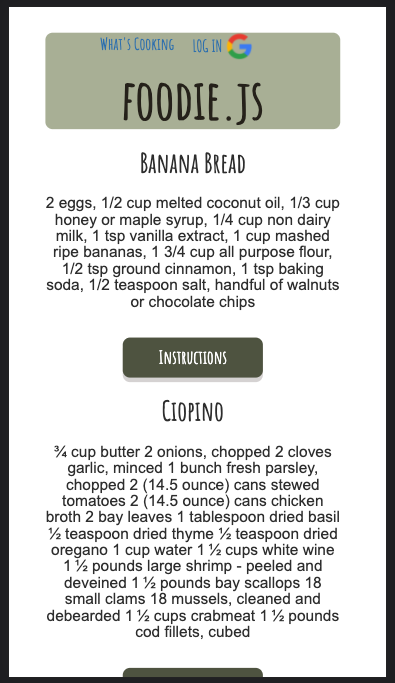 What's Cooking LOG IN
FOODIE.JS
Banana Bread
2 eggs, 1/2 cup melted coconut oil, 1/3 cup
honey or maple syrup, 1/4 cup non dairy
milk, 1 tsp vanilla extract, 1 cup mashed
ripe bananas, 1 3/4 cup all purpose flour,
1/2 tsp ground cinnamon, 1 tsp baking
soda, 1/2 teaspoon salt, handful of walnuts
or chocolate chips
Instructions
Ciopino
¾ cup butter 2 onions, chopped 2 cloves
garlic, minced 1 bunch fresh parsley,
chopped 2 (14.5 ounce) cans stewed
tomatoes 2 (14.5 ounce) cans chicken
broth 2 bay leaves 1 tablespoon dried basil
½ teaspoon dried thyme ½ teaspoon dried
oregano 1 cup water 1 ½ cups white wine
1 ½ pounds large shrimp - peeled and
deveined 1 ½ pounds bay scallops 18
small clams 18 mussels, cleaned and
debearded 1 ½ cups crabmeat 1 ½ pounds
cod fillets, cubed